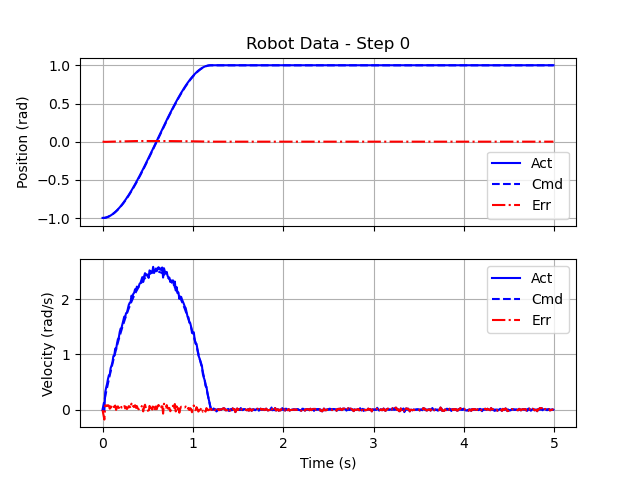 Robot Data - Step 0
1.0
0.5
0.0
−0.5
−1.0
Position (rad)
Act
Cmd
Err
2
1
0
Velocity (rad/s)
Act
Cmd
Err
0 1 2 3 4 5
Time (s)